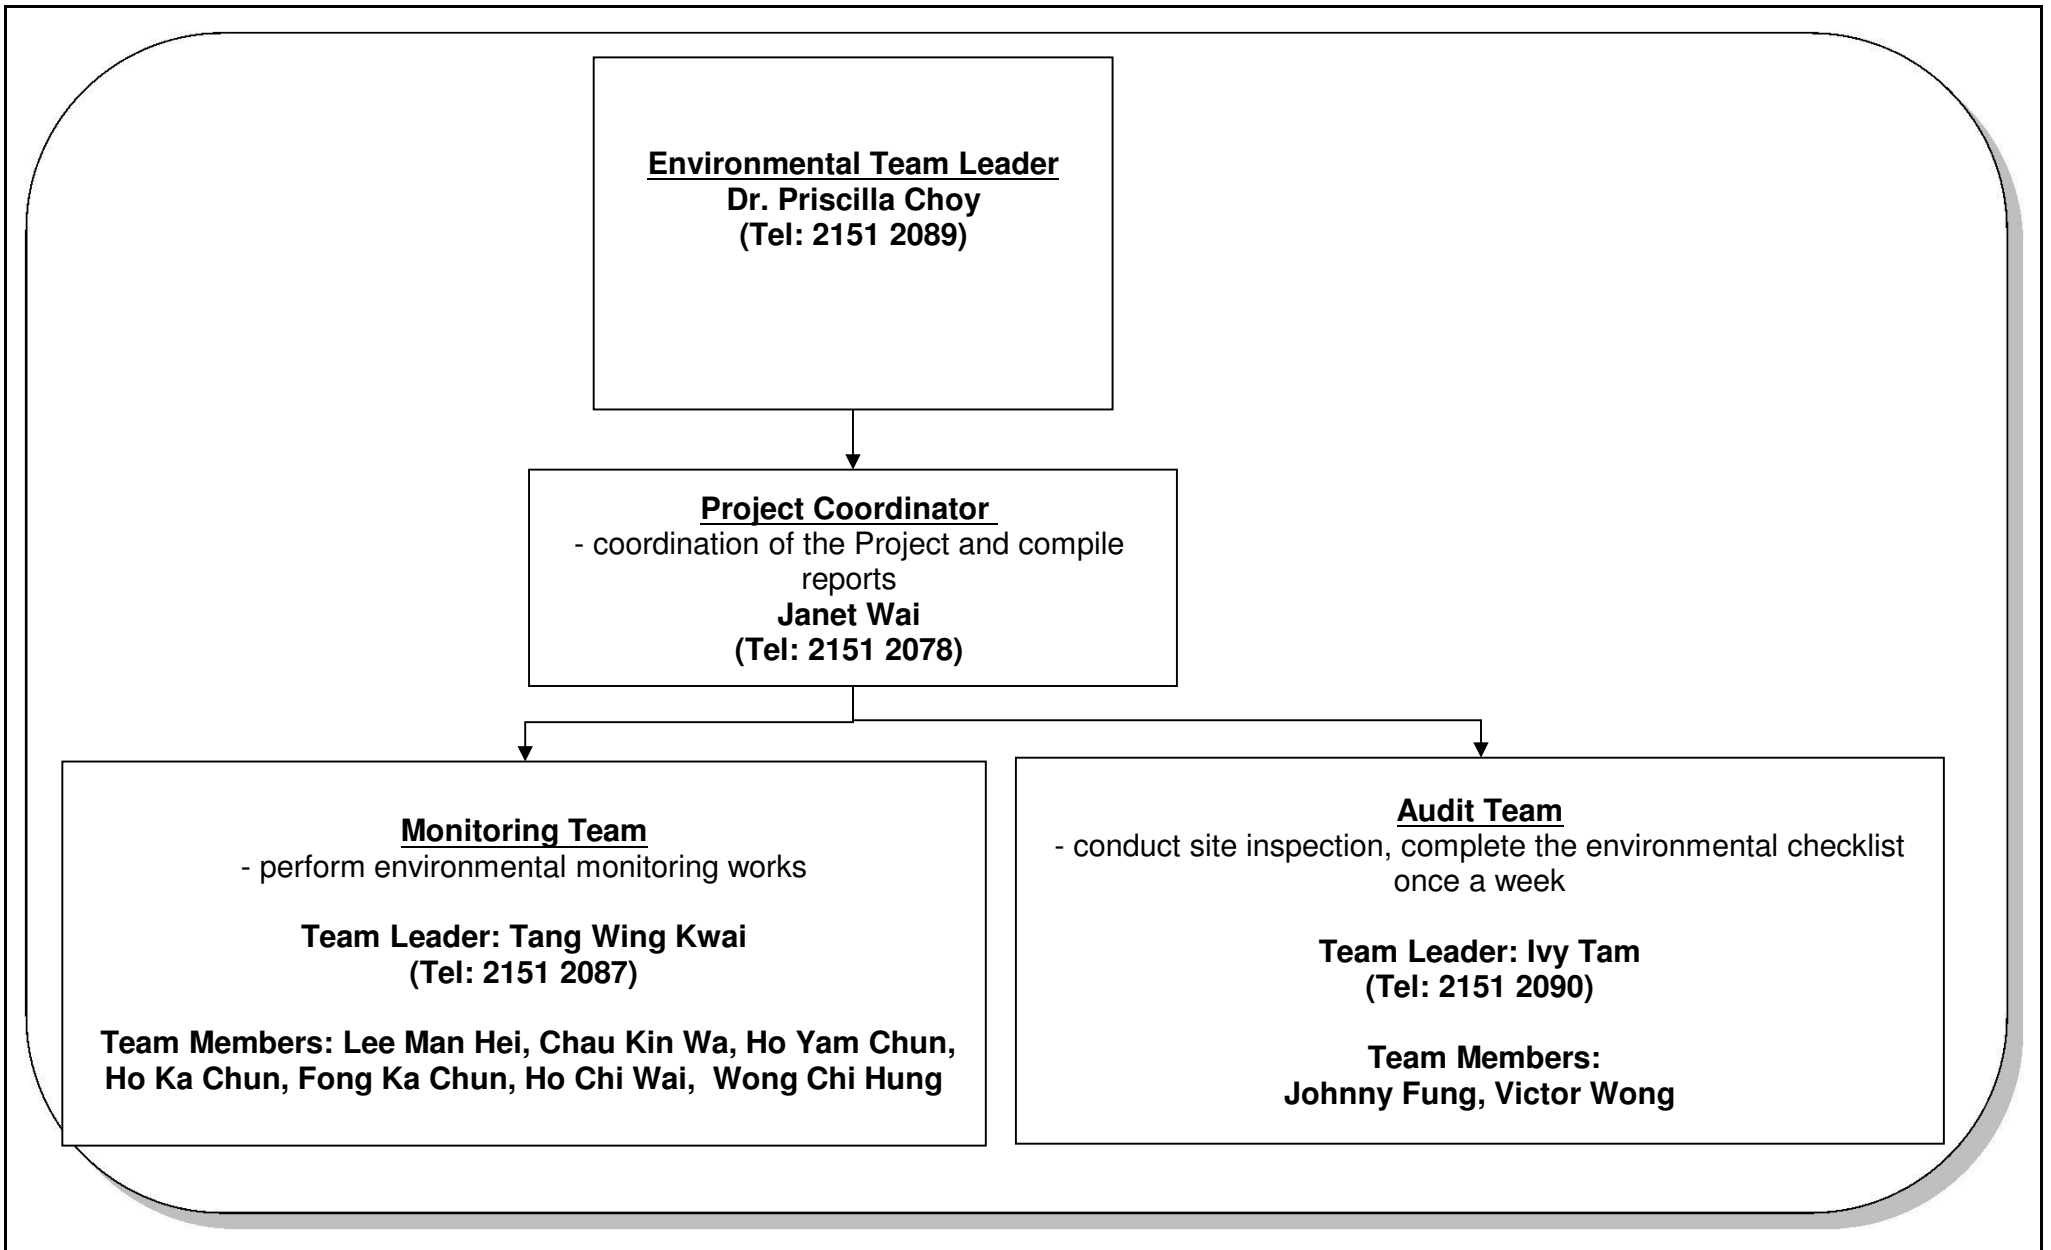 Environmental Team Leader
Dr. Priscilla Choy
(Tel: 2151 2089)
Project Coordinator
- coordination of the Project and compile
reports
Janet Wai
(Tel: 2151 2078)
Monitoring Team
- perform environmental monitoring works
Team Leader: Tang Wing Kwai
(Tel: 2151 2087)
Team Members: Lee Man Hei, Chau Kin Wa, Ho Yam Chun,
Ho Ka Chun, Fong Ka Chun, Ho Chi Wai,  Wong Chi Hung
Audit Team
- conduct site inspection, complete the environmental checklist
once a week
Team Leader: Ivy Tam
(Tel: 2151 2090)
Team Members:
Johnny Fung, Victor Wong